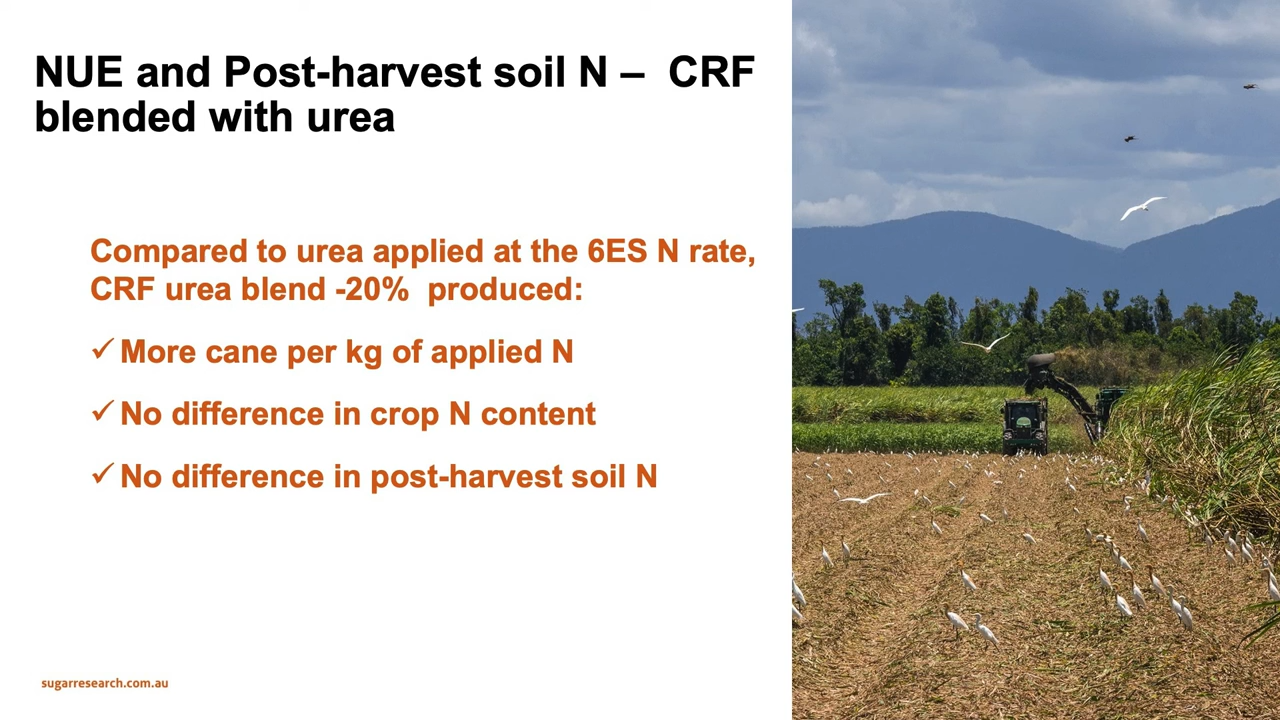 NUE and Post-harvest soil N –  CRF
blended with urea
Compared to urea applied at the 6ES N rate,
CRF urea blend -20%  produced:
✓ More cane per kg of applied N
✓ No difference in crop N content
✓ No difference in post-harvest soil N
sugarresearch.com.au